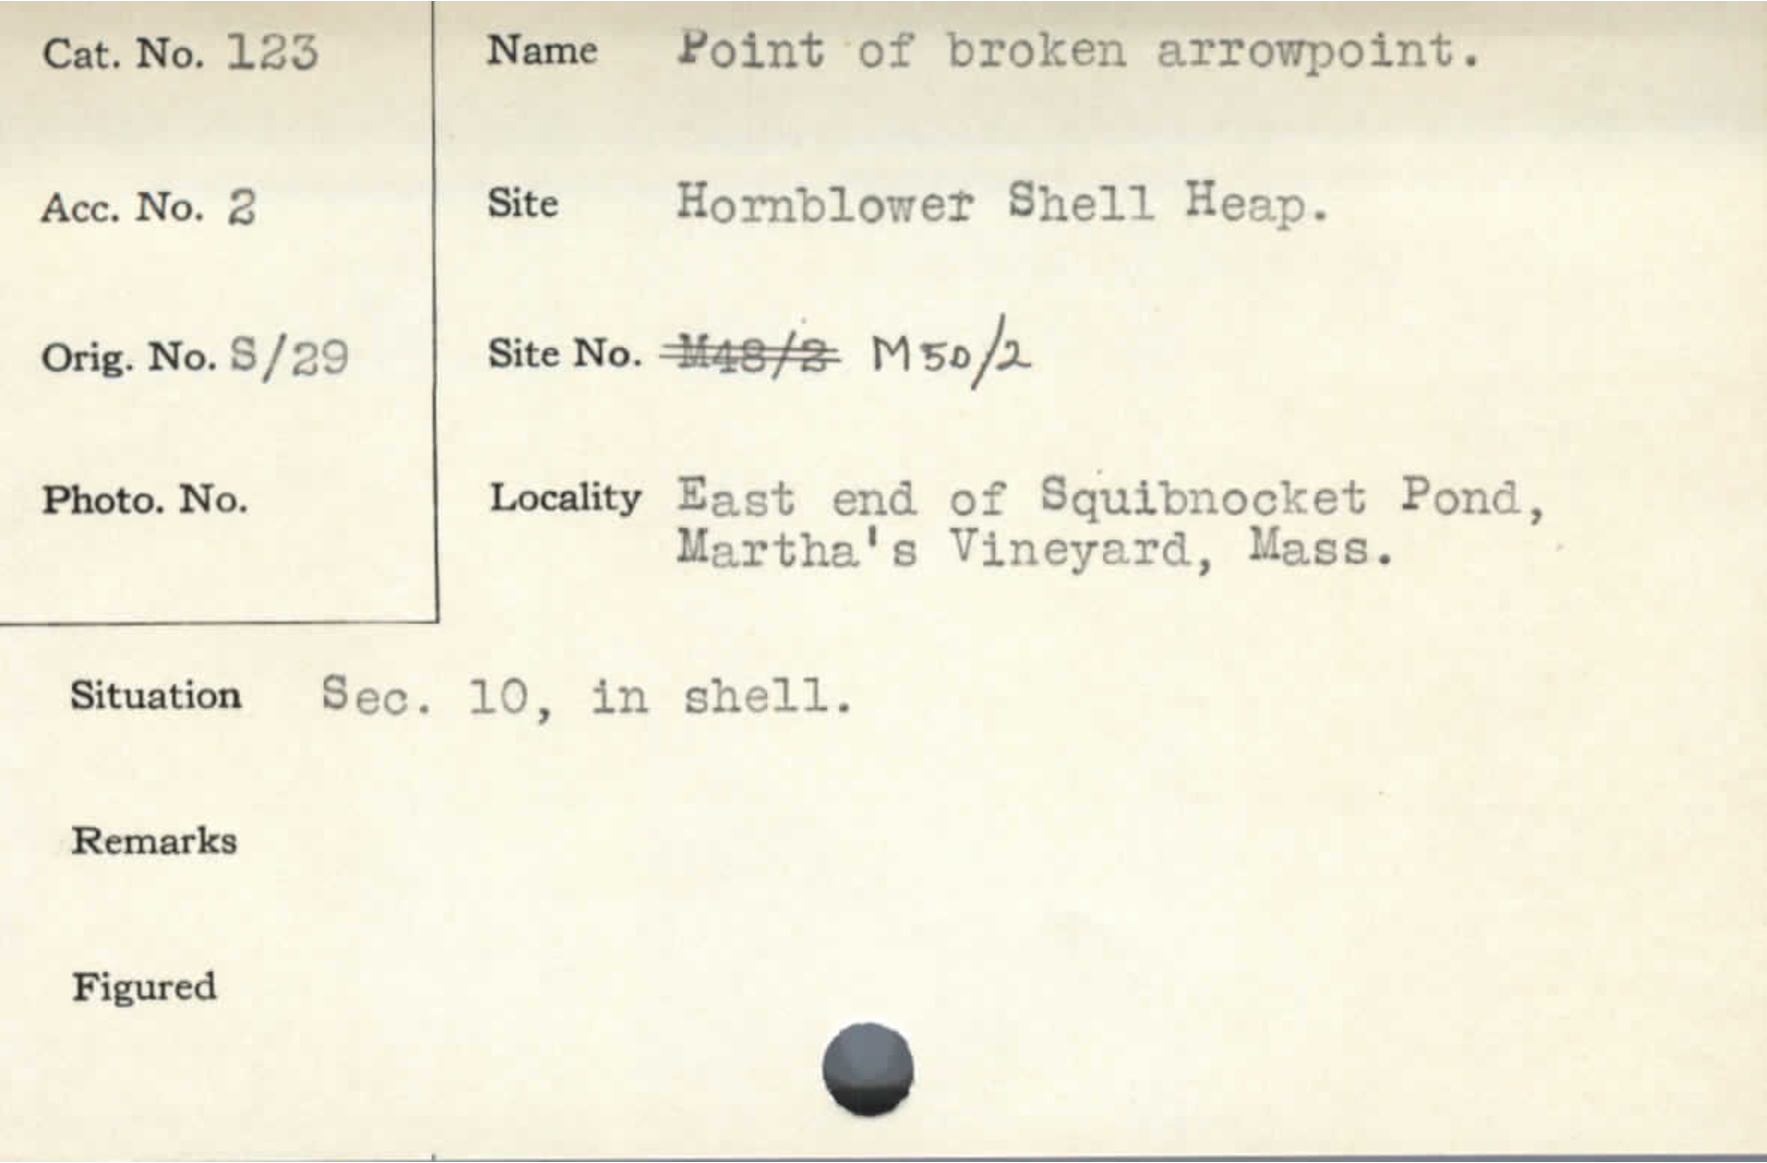 Cat. No. 123
Name Point of broken arrowpoint.
Acc. No. 2
Site Hornblower Shell Heap.
Orig. No. S/29
Site No. M48/2 M50/2
Photo. No.
Locality East end of Squibnocket Pond,
Martha's Vineyard, Mass.
Situation Sec. 10, in shell.
Remarks
Figured